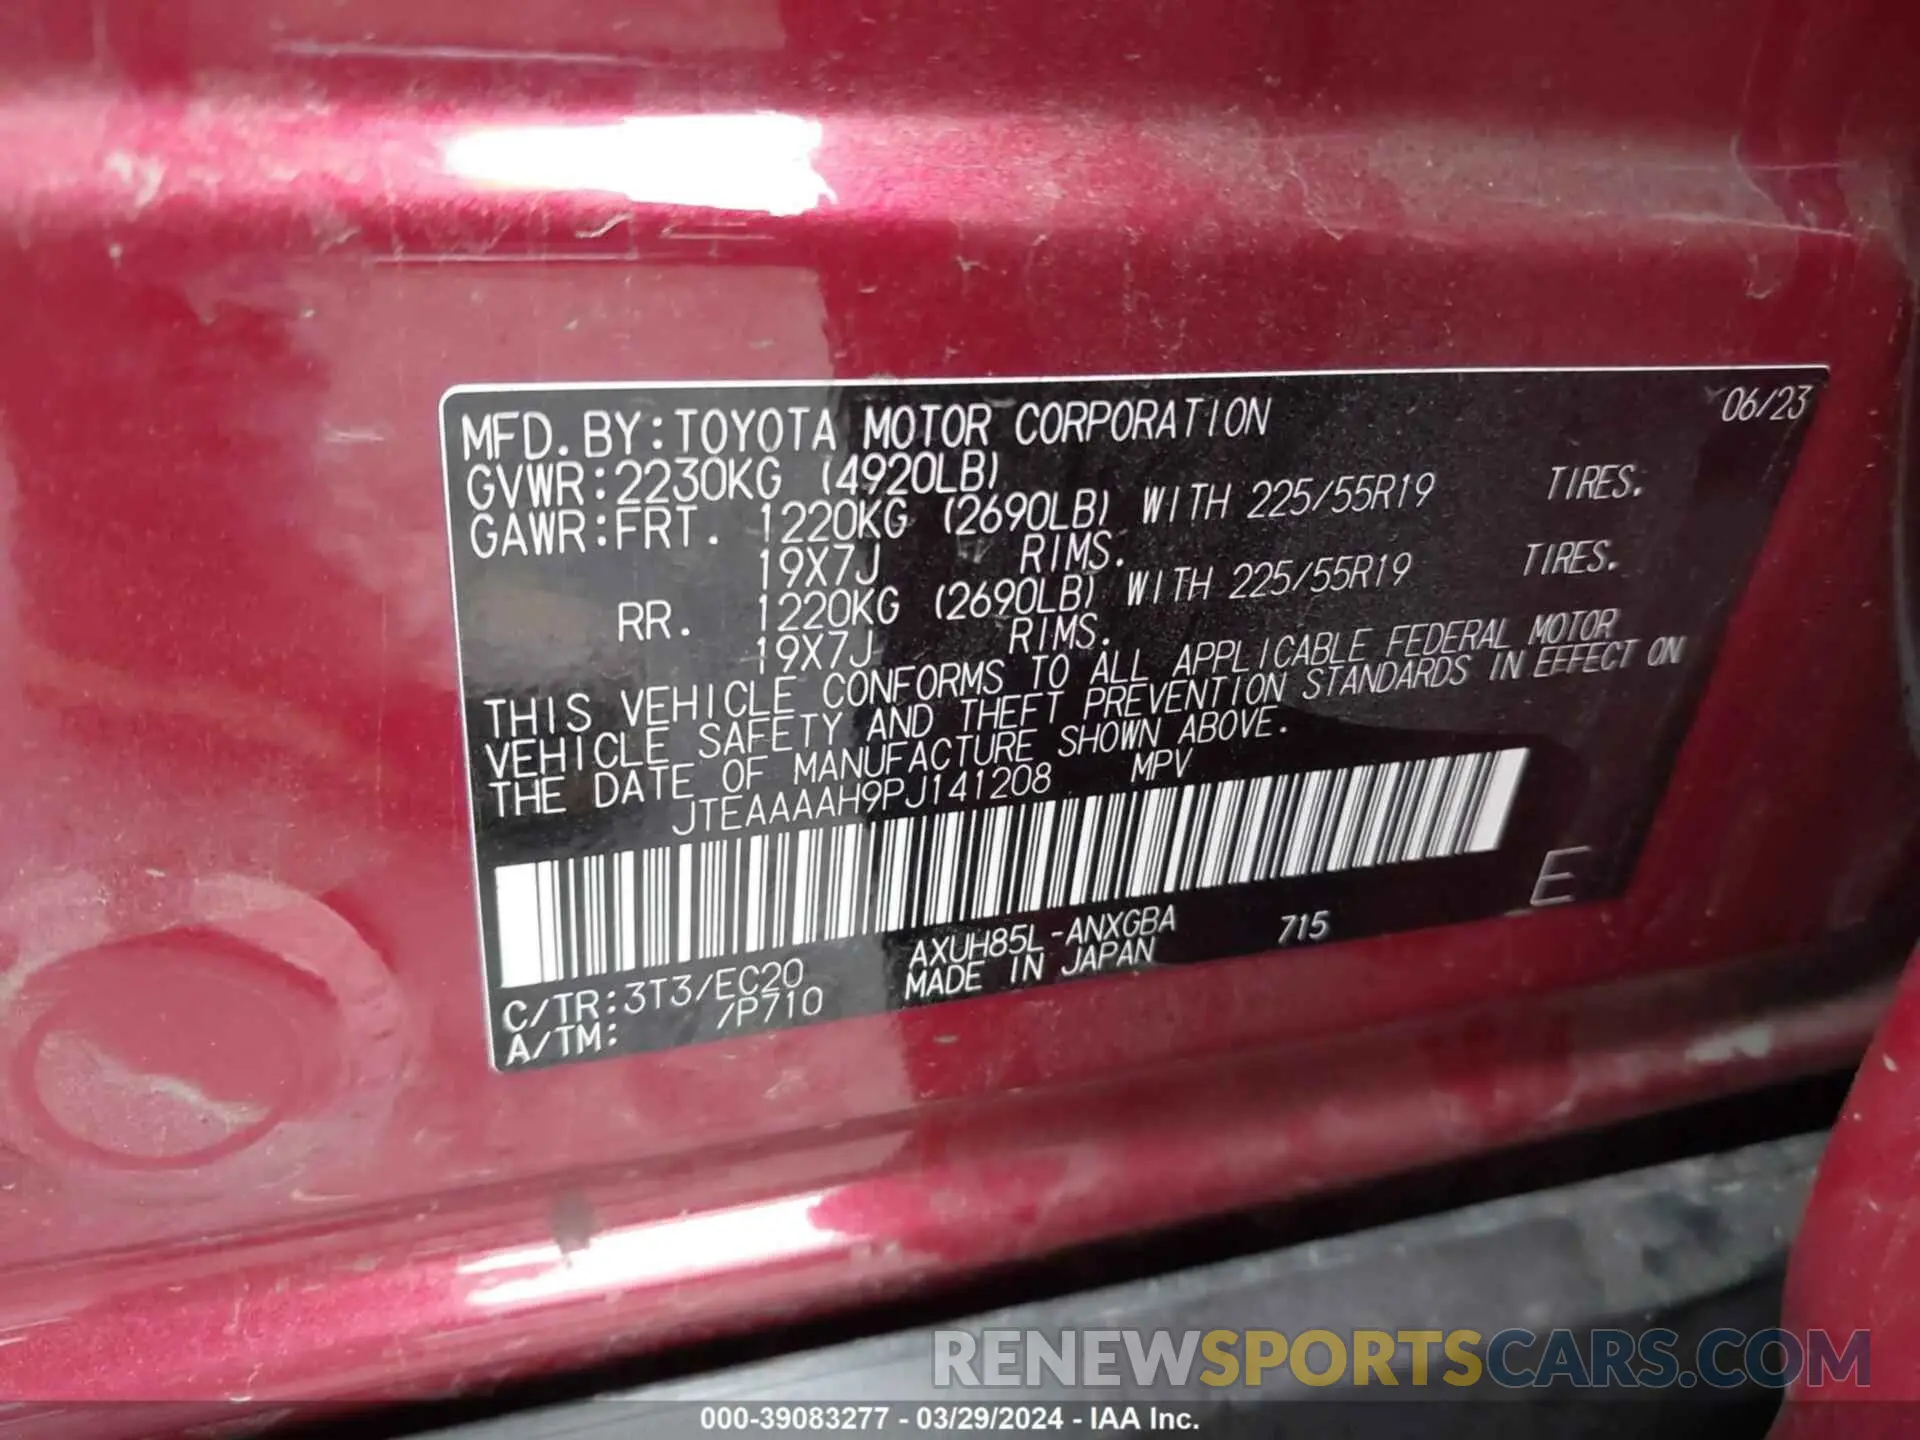 06/23
MFD. BY:TOYOTA MOTOR CORPORATION
GVWR:2230KG (4920LB)
GAWR:FRT. 1220KG (2690LB) WITH 225/55R19 TIRES.
19X7J RIMS.
RR. 1220KG (2690LB) WITH 225/55R19 TIRES.
19X7J RIMS.
THIS VEHICLE CONFORMS TO ALL APPLICABLE FEDERAL MOTOR
VEHICLE SAFETY AND THEFT PREVENTION STANDARDS IN EFFECT ON
THE DATE OF MANUFACTURE SHOWN ABOVE.
JTEAAAAH9PJ141208 MPV
E
C/TR:3T3/EC20 AXUH85L-ANXGBA 715
A/TM: /P710 MADE IN JAPAN
RENEWSPORTSCARS.COM
000-39083277 - 03/29/2024 - IAA Inc.